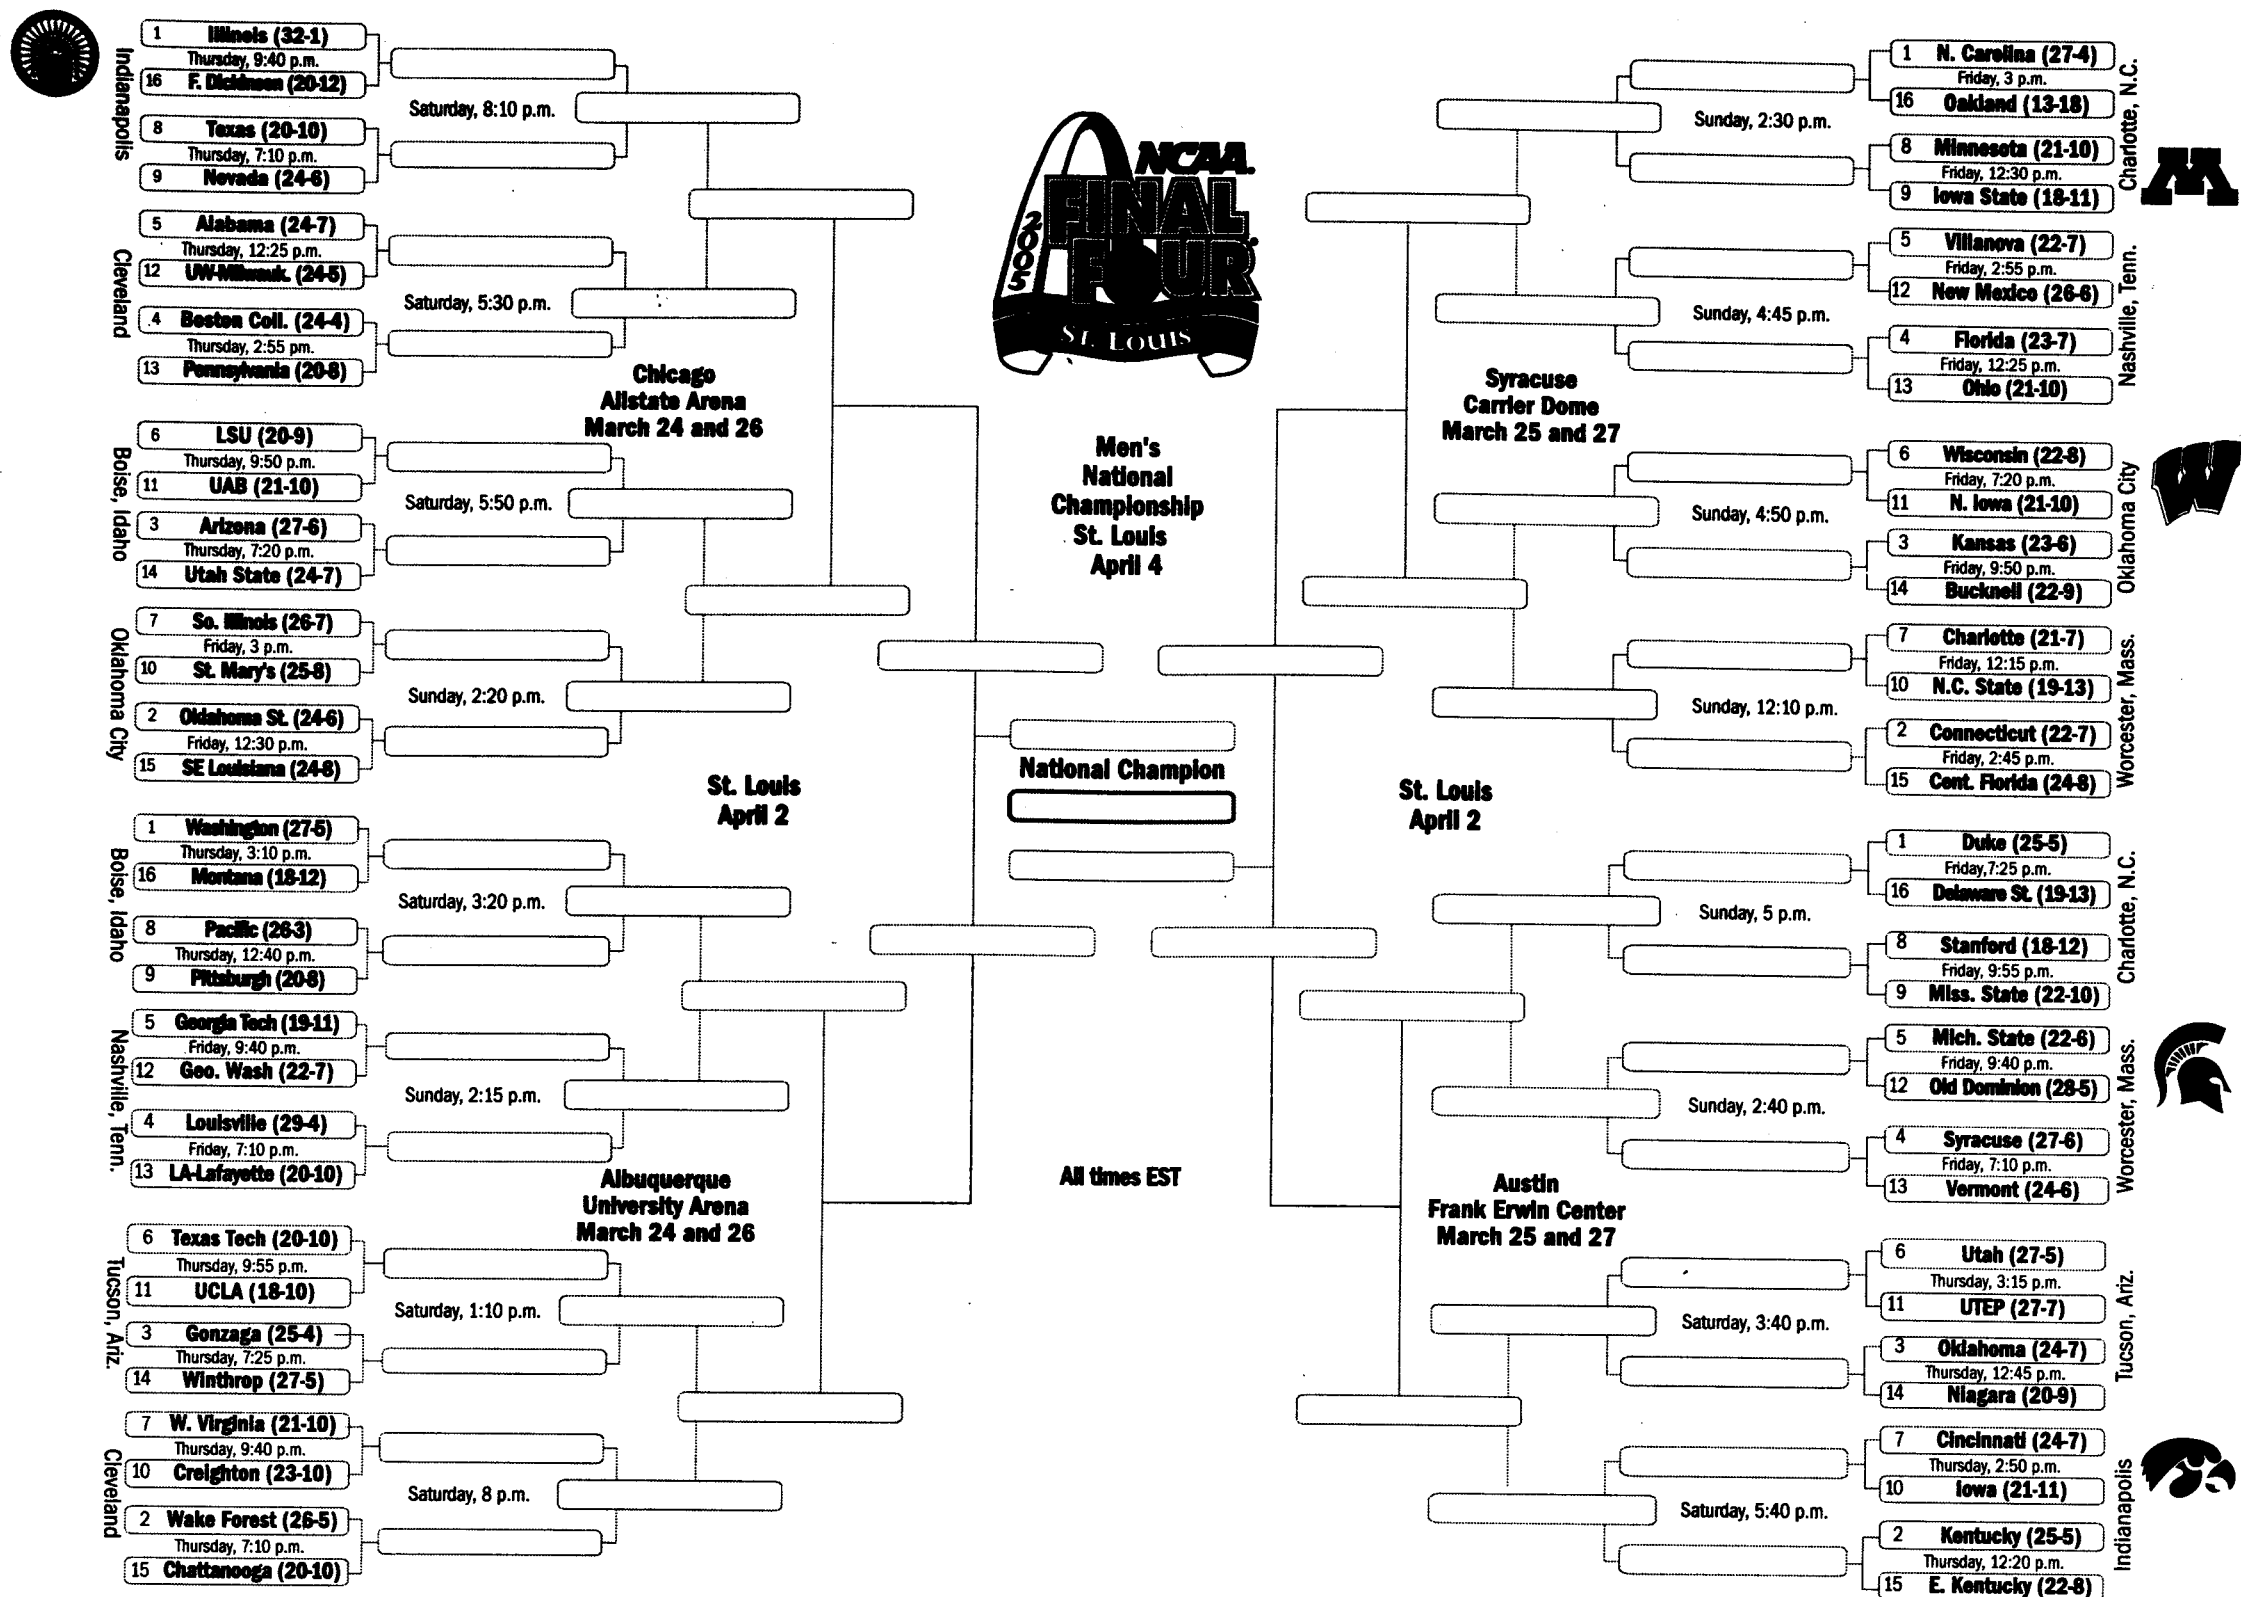 Indianapolis
1 Illinois (32-1)
Thursday, 9:40 p.m.
16 F. Dickinson (20-12)
Saturday, 8:10 p.m.
8 Texas (20-10)
Thursday, 7:10 p.m.
9 Nevada (24-6)
Cleveland
5 Alabama (24-7)
Thursday, 12:25 p.m.
12 UW-Milwauk. (24-5)
Saturday, 5:30 p.m.
4 Boston Coll. (24-4)
Thursday, 2:55 pm.
13 Pennsylvania (20-8)
Chicago
Allstate Arena
March 24 and 26
Boise, Idaho
6 LSU (20-9)
Thursday, 9:50 p.m.
11 UAB (21-10)
Saturday, 5:50 p.m.
3 Arizona (27-6)
Thursday, 7:20 p.m.
14 Utah State (24-7)
Oklahoma City
7 So. Illinois (26-7)
Friday, 3 p.m.
10 St. Mary's (25-8)
Sunday, 2:20 p.m.
2 Oklahoma St. (24-6)
Friday, 12:30 p.m.
15 SE Louisiana (24-8)
St. Louis
April 2
Boise, Idaho
1 Washington (27-5)
Thursday, 3:10 p.m.
16 Montana (18-12)
Saturday, 3:20 p.m.
8 Pacific (26-3)
Thursday, 12:40 p.m.
9 Pittsburgh (20-8)
Nashville, Tenn.
5 Georgia Tech (19-11)
Friday, 9:40 p.m.
12 Geo. Wash (22-7)
Sunday, 2:15 p.m.
4 Louisville (29-4)
Friday, 7:10 p.m.
13 LA-Lafayette (20-10)
Albuquerque
University Arena
March 24 and 26
Tucson, Ariz.
6 Texas Tech (20-10)
Thursday, 9:55 p.m.
11 UCLA (18-10)
Saturday, 1:10 p.m.
3 Gonzaga (25-4)
Thursday, 7:25 p.m.
14 Winthrop (27-5)
Cleveland
7 W. Virginia (21-10)
Thursday, 9:40 p.m.
10 Creighton (23-10)
Saturday, 8 p.m.
2 Wake Forest (26-5)
Thursday, 7:10 p.m.
15 Chattanooga (20-10)
NCAA
FINAL
FOUR
2005
ST. LOUIS
Men's
National
Championship
St. Louis
April 4
National Champion
All times EST
Charlotte, N.C.
1 N. Carolina (27-4)
Friday, 3 p.m.
16 Oakland (13-18)
Sunday, 2:30 p.m.
8 Minnesota (21-10)
Friday, 12:30 p.m.
9 Iowa State (18-11)
M
Nashville, Tenn.
5 Villanova (22-7)
Friday, 2:55 p.m.
12 New Mexico (26-6)
Sunday, 4:45 p.m.
4 Florida (23-7)
Friday, 12:25 p.m.
13 Ohio (21-10)
Syracuse
Carrier Dome
March 25 and 27
Oklahoma City
6 Wisconsin (22-8)
Friday, 7:20 p.m.
11 N. Iowa (21-10)
W
Sunday, 4:50 p.m.
3 Kansas (23-6)
Friday, 9:50 p.m.
14 Bucknell (22-9)
Worcester, Mass.
7 Charlotte (21-7)
Friday, 12:15 p.m.
10 N.C. State (19-13)
Sunday, 12:10 p.m.
2 Connecticut (22-7)
Friday, 2:45 p.m.
15 Cent. Florida (24-8)
St. Louis
April 2
Charlotte, N.C.
1 Duke (25-5)
Friday,7:25 p.m.
16 Delaware St. (19-13)
Sunday, 5 p.m.
8 Stanford (18-12)
Friday, 9:55 p.m.
9 Miss. State (22-10)
Worcester, Mass.
5 Mich. State (22-6)
Friday, 9:40 p.m.
12 Old Dominion (28-5)
Sunday, 2:40 p.m.
4 Syracuse (27-6)
Friday, 7:10 p.m.
13 Vermont (24-6)
Austin
Frank Erwin Center
March 25 and 27
Tucson, Ariz.
6 Utah (27-5)
Thursday, 3:15 p.m.
11 UTEP (27-7)
Saturday, 3:40 p.m.
3 Oklahoma (24-7)
Thursday, 12:45 p.m.
14 Niagara (20-9)
Indianapolis
7 Cincinnati (24-7)
Thursday, 2:50 p.m.
10 Iowa (21-11)
Saturday, 5:40 p.m.
2 Kentucky (25-5)
Thursday, 12:20 p.m.
15 E. Kentucky (22-8)